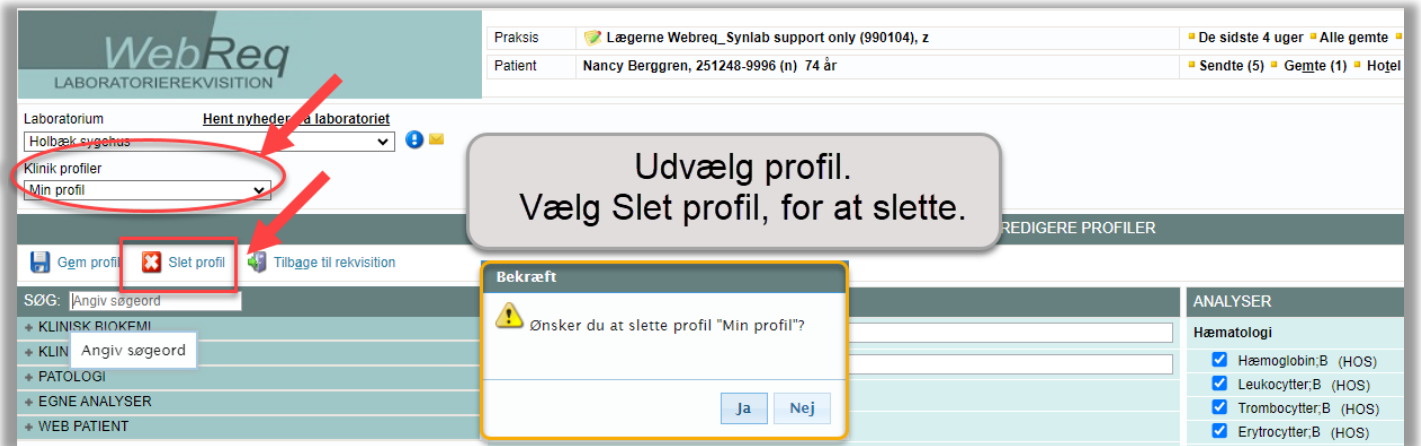 WebReq
LABORATORIEREKVISITION
Praksis Lægerne Webreq_Synlab support only (990104), z
De sidste 4 uger Alle gemte
Patient Nancy Berggren, 251248-9996 (n) 74 år
Sendte (5) Gemte (1) Hotel
Laboratorium Hent nyheder laboratoriet
Holbæk sygehus
Klinik profiler
Min profil
Udvælg profil.
Vælg Slet profil, for at slette.
REDIGERE PROFILER
Gem profil Slet profil Tilbage til rekvisition
SØG: Angiv søgeord
KLINISK BIOKEMI
KLIN
Angiv søgeord
PATOLOGI
EGNE ANALYSER
WEB PATIENT
Bekræft
Ønsker du at slette profil "Min profil"?
Ja Nej
ANALYSER
Hæmatologi
Hæmoglobin;B (HOS)
Leukocytter;B (HOS)
Trombocytter;B (HOS)
Erytrocytter;B (HOS)